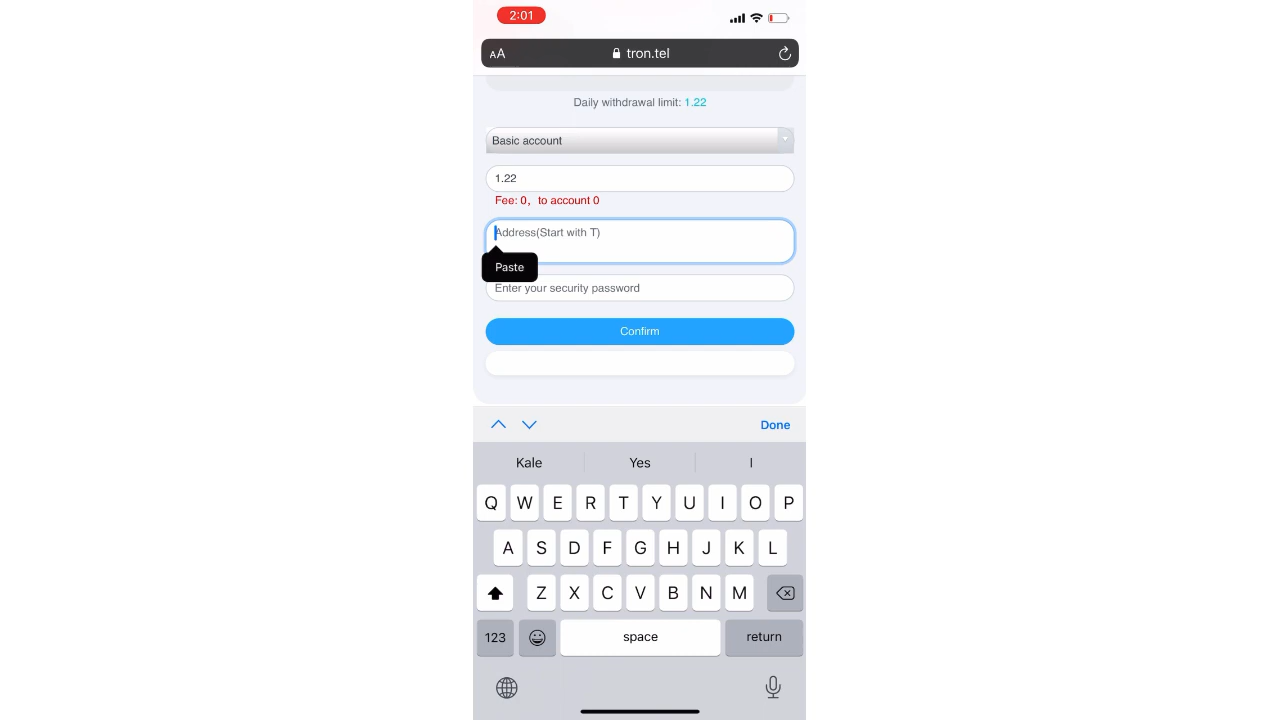 2:01
AA tron.tel
Daily withdrawal limit: 1.22
Basic account
1.22
Fee: 0, to account 0
Address(Start with T)
Paste
Enter your security password
Confirm
Done
Kale Yes I
Q W E R T Y U I O P
A S D F G H J K L
Z X C V B N M
123 space return